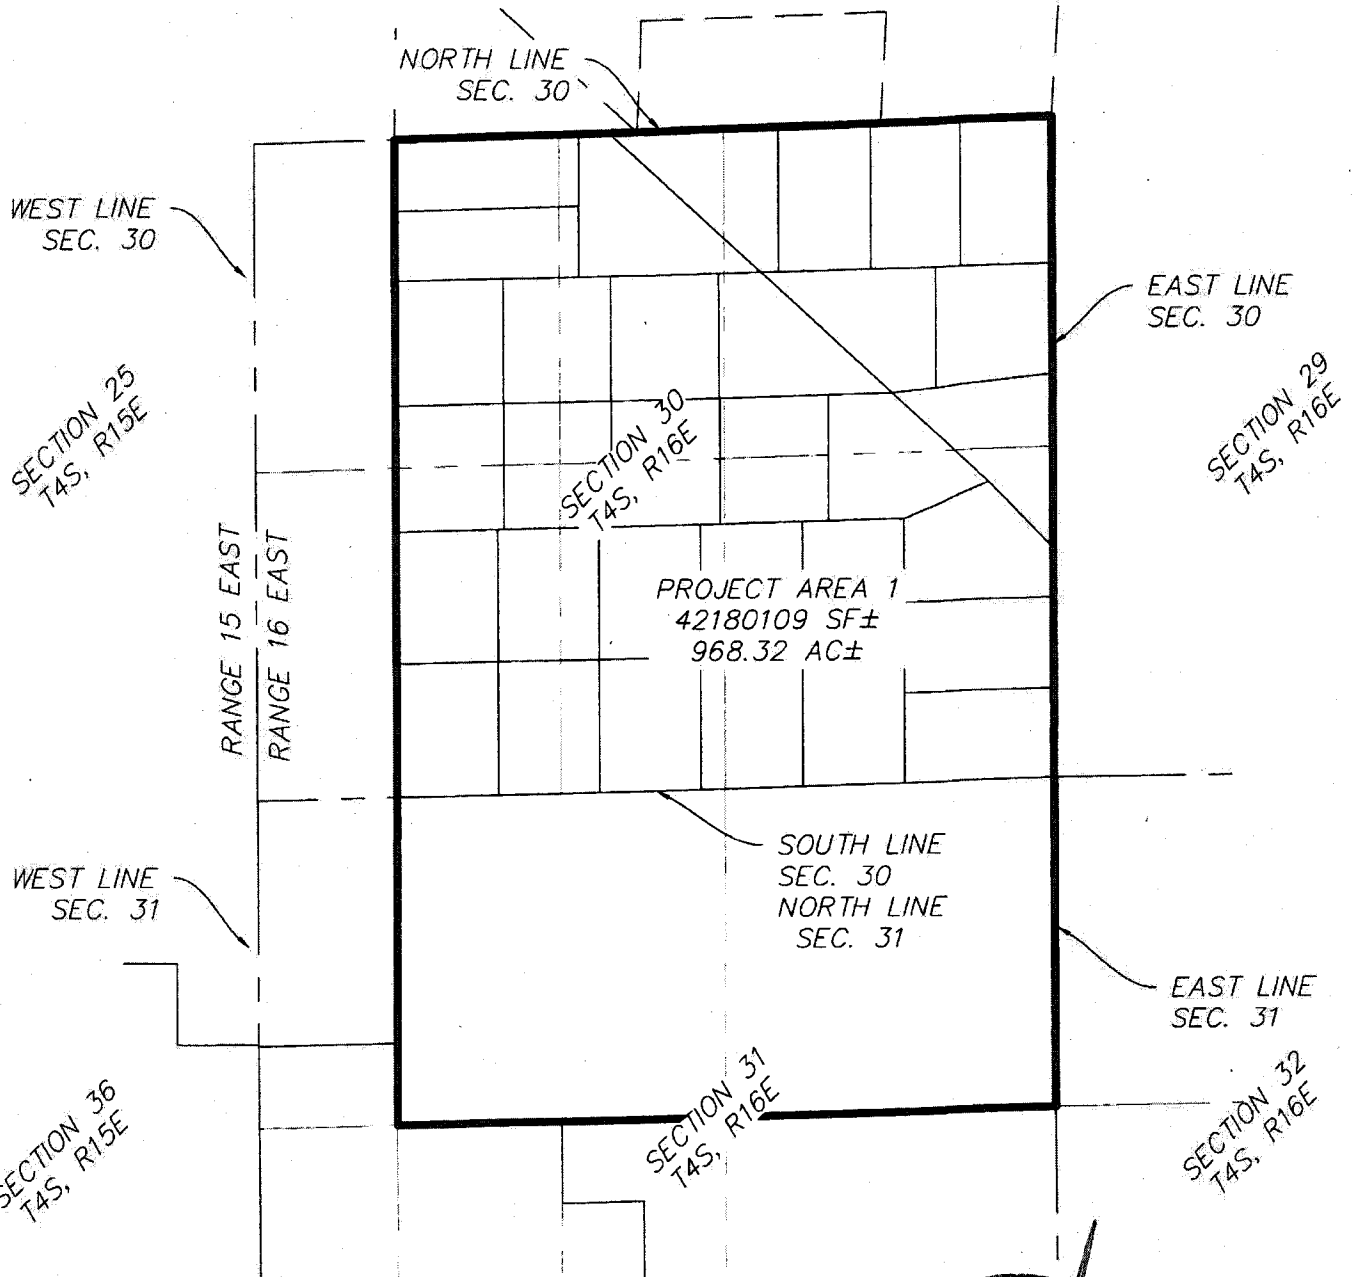 NORTH LINE
SEC. 30
WEST LINE
SEC. 30
EAST LINE
SEC. 30
SECTION 25
T4S, R15E
SECTION 30
T4S, R16E
SECTION 29
T4S, R16E
RANGE 15 EAST
RANGE 16 EAST
PROJECT AREA 1
42180109 SF±
968.32 AC±
SOUTH LINE
SEC. 30
NORTH LINE
SEC. 31
WEST LINE
SEC. 31
EAST LINE
SEC. 31
SECTION 36
T4S, R15E
SECTION 31
T4S, R16E
SECTION 32
T4S, R16E